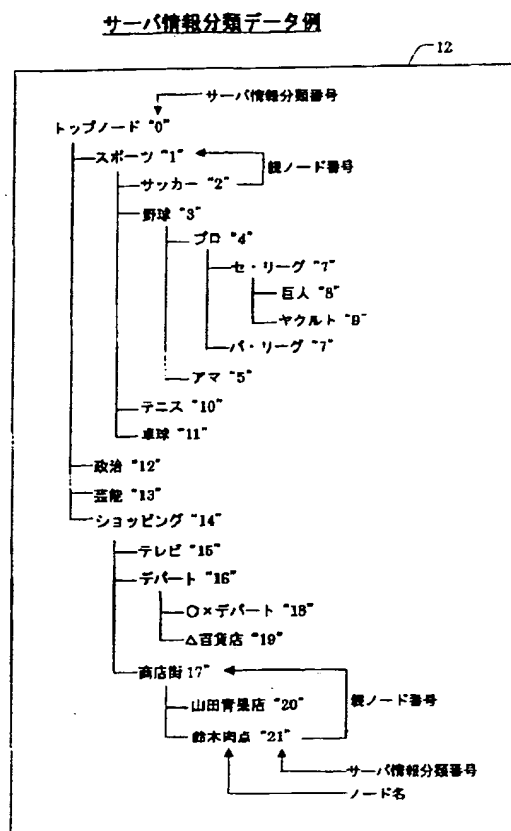 サーバ情報分類データ例
12
サーバ情報分類番号
トップノード "0"
スポーツ "1"
親ノード番号
サッカー "2"
野球 "3"
プロ "4"
セ・リーグ "7"
巨人 "8"
ヤクルト "9"
パ・リーグ "7"
アマ "5"
テニス "10"
卓球 "11"
政治 "12"
芸能 "13"
ショッピング "14"
テレビ "15"
デパート "16"
○×デパート "18"
△百貨店 "19"
商店街 17"
親ノード番号
山田青果店 "20"
鈴木肉点 "21"
サーバ情報分類番号
ノード名